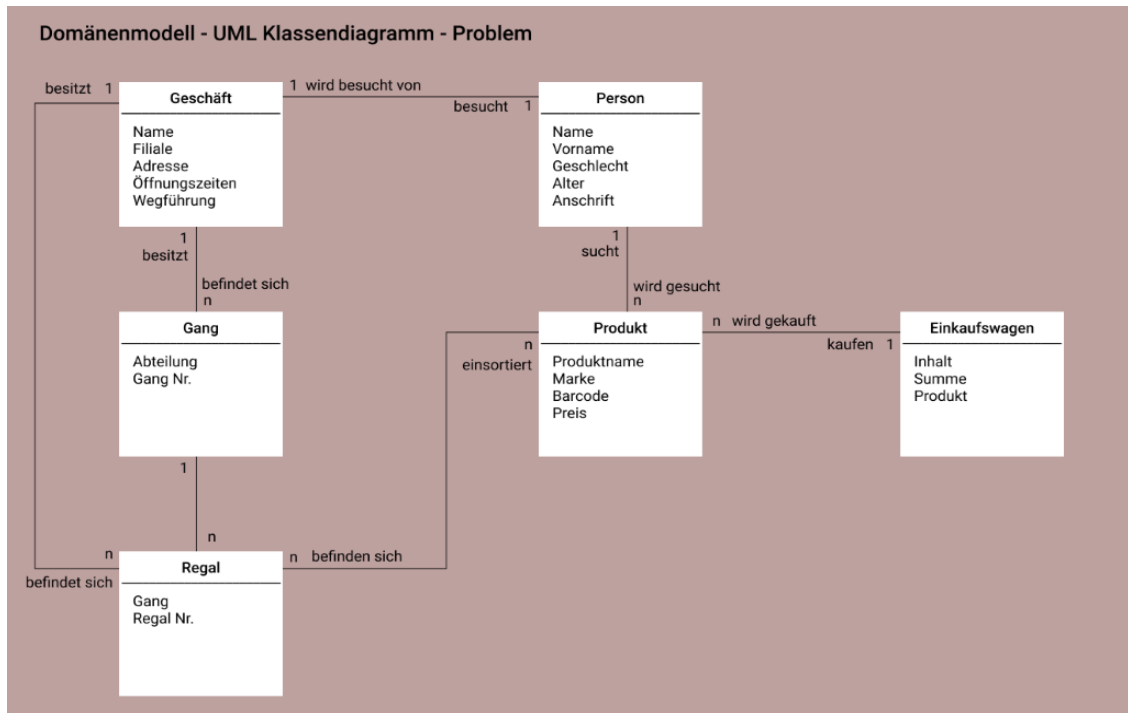 Domänenmodell - UML Klassendiagramm - Problem
besitzt 1
1 wird besucht von
besucht 1
Geschäft
Name
Filiale
Adresse
Öffnungszeiten
Wegführung
Person
Name
Vorname
Geschlecht
Alter
Anschrift
1
besitzt
befindet sich
n
1
sucht
wird gesucht
n
Gang
Abteilung
Gang Nr.
n
einsortiert
Produkt
Produktname
Marke
Barcode
Preis
n wird gekauft
kaufen 1
Einkaufswagen
Inhalt
Summe
Produkt
1
n
n
befindet sich
Regal
Gang
Regal Nr.
n befinden sich